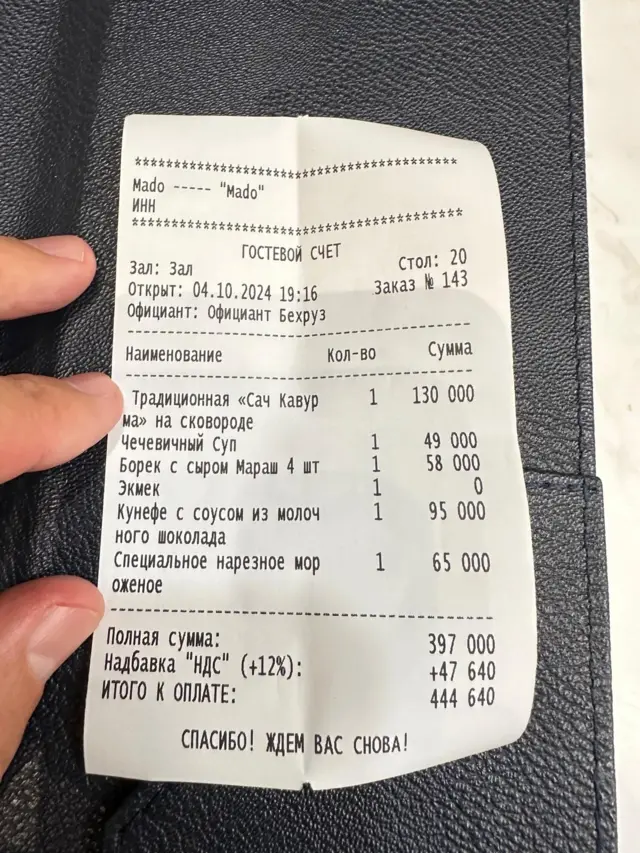 *****************************************
Mado ----- "Mado"
ИНН
*****************************************
ГОСТЕВОЙ СЧЕТ
Зал: Зал Стол: 20
Открыт: 04.10.2024 19:16 Заказ № 143
Официант: Официант Бехруз
-----------------------------------------
Наименование Кол-во Сумма
-----------------------------------------
Традиционная «Сач Кавур 1 130 000
ма» на сковороде
Чечевичный Суп 1 49 000
Борек с сыром Мараш 4 шт 1 58 000
Экмек 1 0
Кунефе с соусом из молоч 1 95 000
ного шоколада
Специальное нарезное мор 1 65 000
оженое
-----------------------------------------
Полная сумма: 397 000
Надбавка "НДС" (+12%): +47 640
ИТОГО К ОПЛАТЕ: 444 640
СПАСИБО! ЖДЕМ ВАС СНОВА!